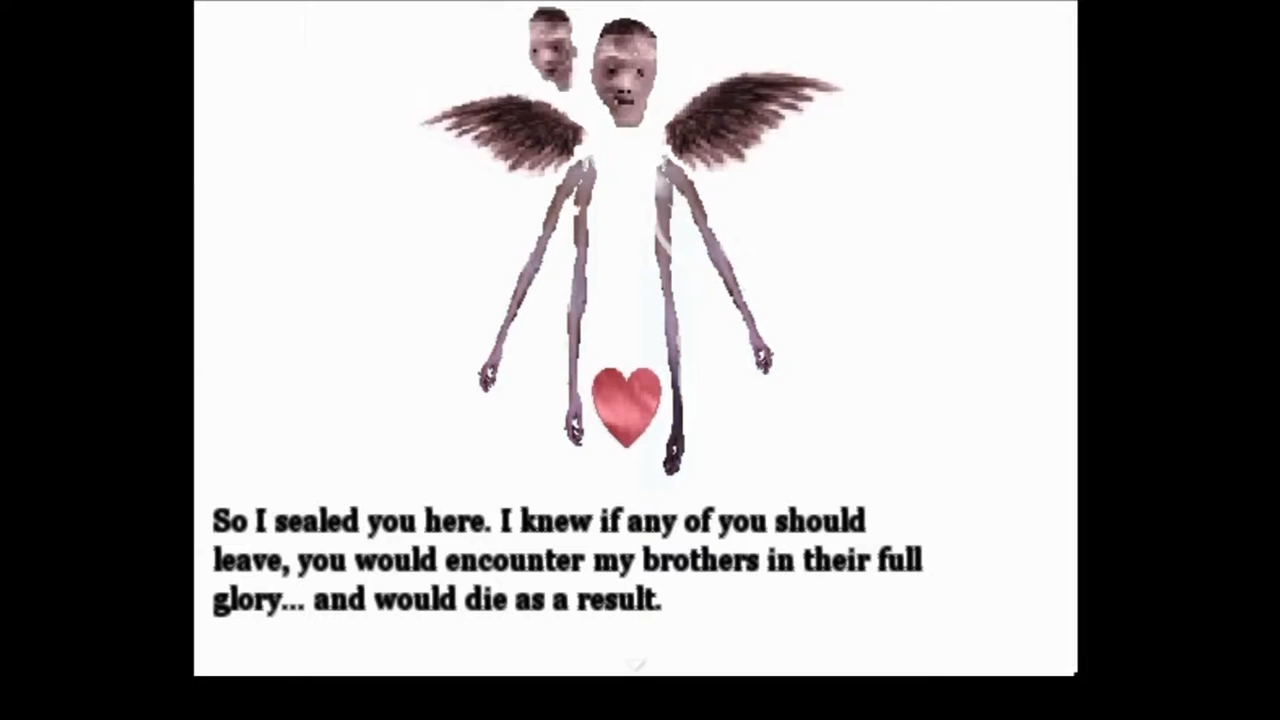 So I sealed you here. I knew if any of you should
leave, you would encounter my brothers in their full
glory... and would die as a result.